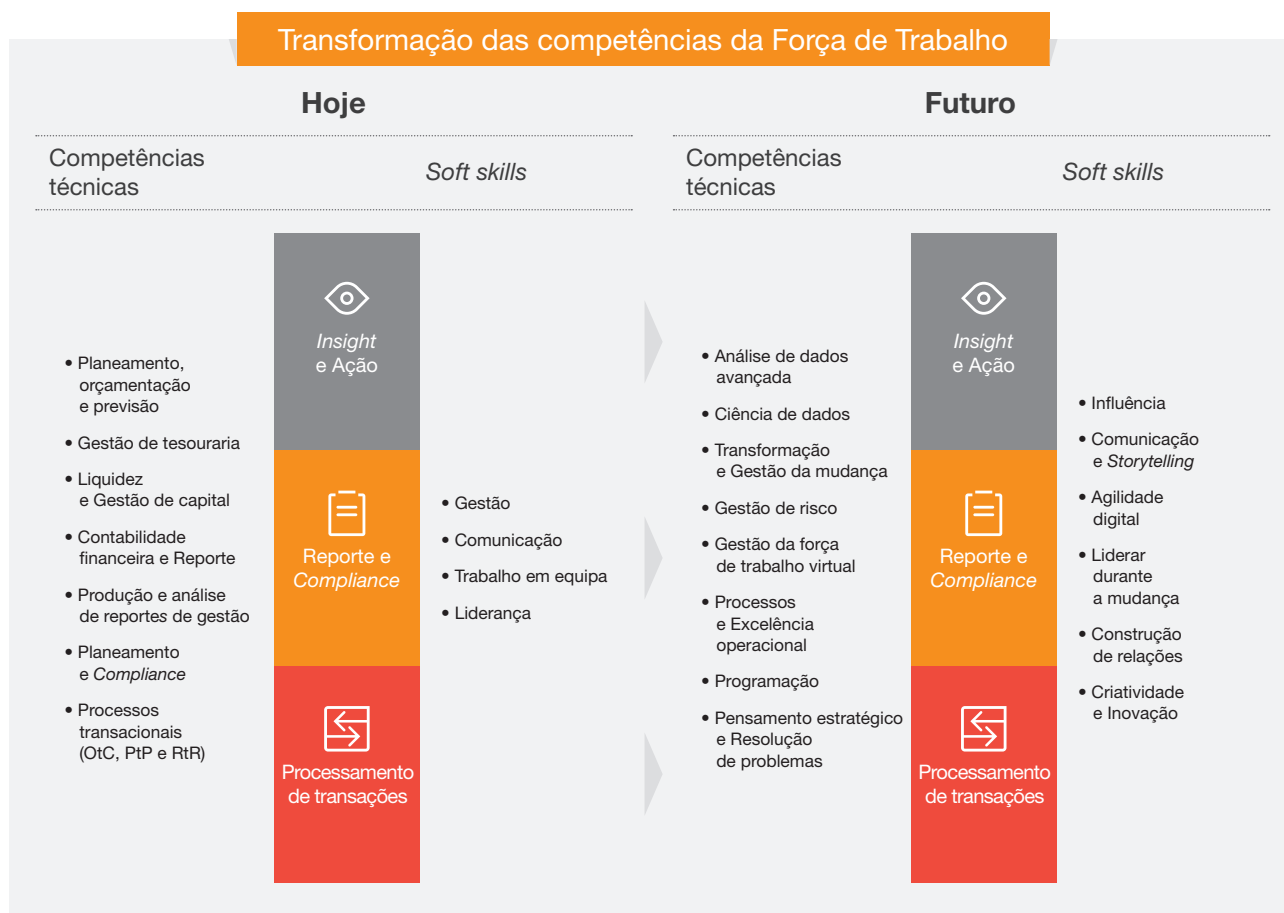 Transformação das competências da Força de Trabalho
Hoje
Competências
técnicas
Soft skills
• Planeamento,
orçamentação
e previsão
• Gestão de tesouraria
• Liquidez
e Gestão de capital
• Contabilidade
financeira e Reporte
• Produção e análise
de reportes de gestão
• Planeamento
e Compliance
• Processos
transacionais
(OtC, PtP e RtR)
Insight
e Ação
Reporte e
Compliance
Processamento
de transações
• Gestão
• Comunicação
• Trabalho em equipa
• Liderança
Futuro
Competências
técnicas
Soft skills
• Análise de dados
avançada
• Ciência de dados
• Transformação
e Gestão da mudança
• Gestão de risco
• Gestão da força
de trabalho virtual
• Processos
e Excelência
operacional
• Programação
• Pensamento estratégico
e Resolução
de problemas
Insight
e Ação
Reporte e
Compliance
Processamento
de transações
• Influência
• Comunicação
e Storytelling
• Agilidade
digital
• Liderar
durante
a mudança
• Construção
de relações
• Criatividade
e Inovação